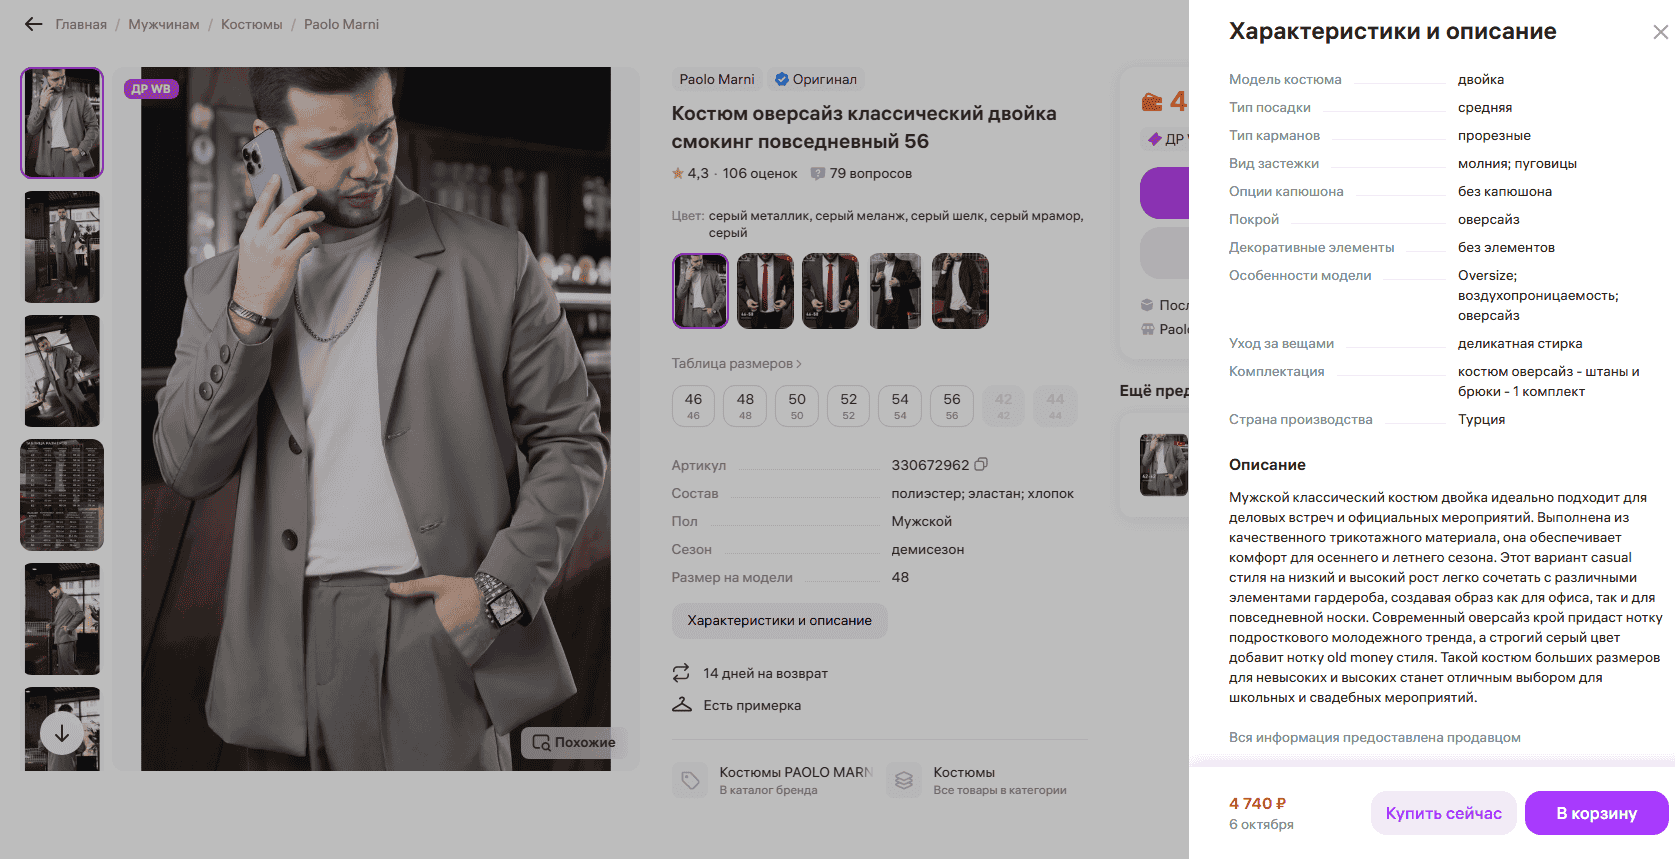 Главная / Мужчинам / Костюмы / Paolo Marni
ДР WB
Похожие
Paolo Marni
Оригинал
Костюм оверсайз классический двойка
смокинг повседневный 56
4,3 · 106 оценок
79 вопросов
Цвет: серый металлик, серый меланж, серый шелк, серый мрамор,
серый
Таблица размеров
46 48 50 52 54 56 42 44
46 48 50 52 54 56 42 44
Артикул 330672962
Состав полиэстер; эластан; хлопок
Пол Мужской
Сезон демисезон
Размер на модели 48
Характеристики и описание
14 дней на возврат
Есть примерка
Костюмы PAOLO MARN
В каталог бренда
Костюмы
Все товары в категории
4
ДР
Посл
Paolo
Ещё пред
Характеристики и описание
Модель костюма двойка
Тип посадки средняя
Тип карманов прорезные
Вид застежки молния; пуговицы
Опции капюшона без капюшона
Покрой оверсайз
Декоративные элементы без элементов
Особенности модели Oversize;
воздухопроницаемость;
оверсайз
Уход за вещами деликатная стирка
Комплектация костюм оверсайз - штаны и
брюки - 1 комплект
Страна производства Турция
Описание
Мужской классический костюм двойка идеально подходит для
деловых встреч и официальных мероприятий. Выполнена из
качественного трикотажного материала, она обеспечивает
комфорт для осеннего и летнего сезона. Этот вариант casual
стиля на низкий и высокий рост легко сочетать с различными
элементами гардероба, создавая образ как для офиса, так и для
повседневной носки. Современный оверсайз крой придаст нотку
подросткового молодежного тренда, а строгий серый цвет
добавит нотку old money стиля. Такой костюм больших размеров
для невысоких и высоких станет отличным выбором для
школьных и свадебных мероприятий.
Вся информация предоставлена продавцом
4 740 ₽
6 октября
Купить сейчас
В корзину